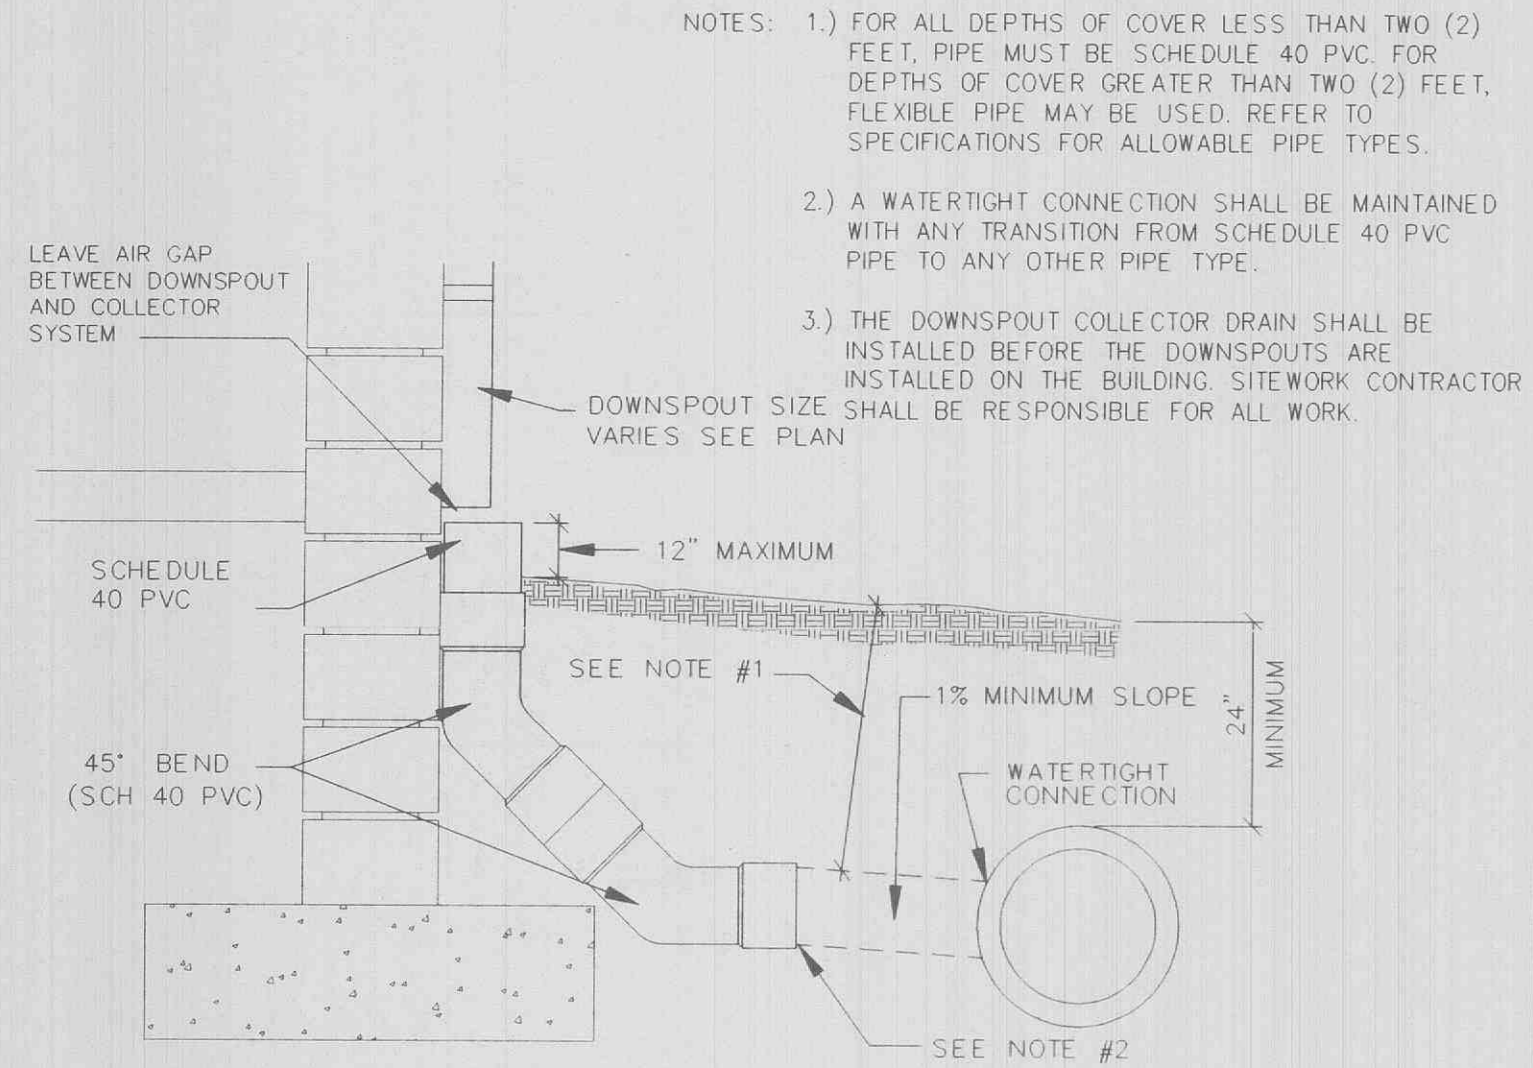 NOTES: 1.) FOR ALL DEPTHS OF COVER LESS THAN TWO (2)
FEET, PIPE MUST BE SCHEDULE 40 PVC. FOR
DEPTHS OF COVER GREATER THAN TWO (2) FEET,
FLEXIBLE PIPE MAY BE USED. REFER TO
SPECIFICATIONS FOR ALLOWABLE PIPE TYPES.
2.) A WATERTIGHT CONNECTION SHALL BE MAINTAINED
WITH ANY TRANSITION FROM SCHEDULE 40 PVC
PIPE TO ANY OTHER PIPE TYPE.
3.) THE DOWNSPOUT COLLECTOR DRAIN SHALL BE
INSTALLED BEFORE THE DOWNSPOUTS ARE
INSTALLED ON THE BUILDING. SITEWORK CONTRACTOR
SHALL BE RESPONSIBLE FOR ALL WORK.
LEAVE AIR GAP
BETWEEN DOWNSPOUT
AND COLLECTOR
SYSTEM
DOWNSPOUT SIZE
VARIES SEE PLAN
12" MAXIMUM
SCHEDULE
40 PVC
SEE NOTE #1
1% MINIMUM SLOPE
24"
MINIMUM
45° BEND
(SCH 40 PVC)
WATERTIGHT
CONNECTION
SEE NOTE #2